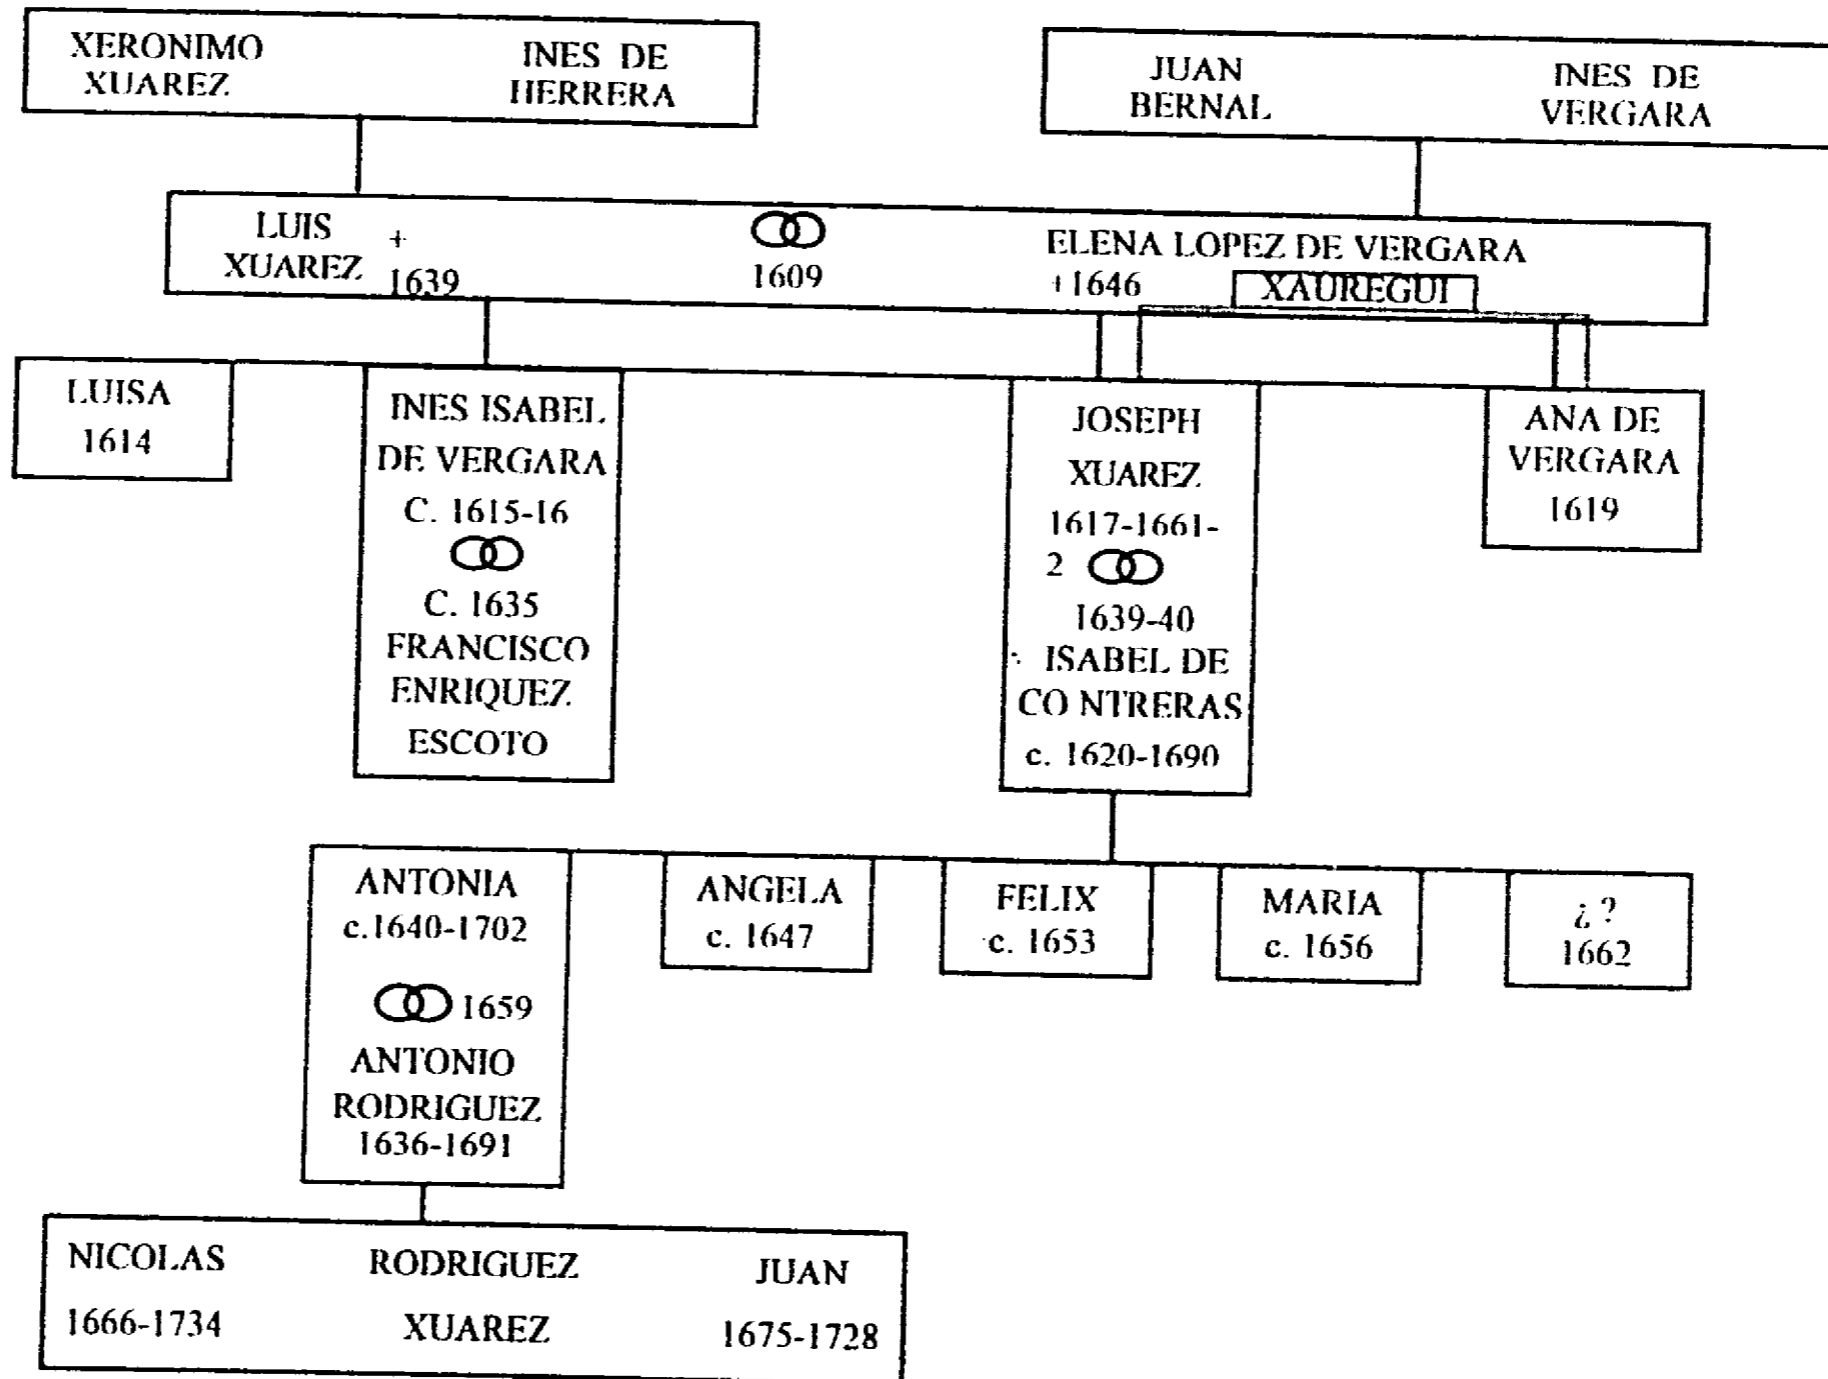 XERONIMO
XUAREZ
INES DE
HERRERA
JUAN
BERNAL
INES DE
VERGARA
LUIS
XUAREZ
+
1639
1609
ELENA LOPEZ DE VERGARA
+1646
XAUREGUI
LUISA
1614
INES ISABEL
DE VERGARA
C. 1615-16
C. 1635
FRANCISCO
ENRIQUEZ
ESCOTO
JOSEPH
XUAREZ
1617-1661-
2
1639-40
ISABEL DE
CO NTRERAS
c. 1620-1690
ANA DE
VERGARA
1619
ANTONIA
c.1640-1702
1659
ANTONIO
RODRIGUEZ
1636-1691
ANGELA
c. 1647
FELIX
c. 1653
MARIA
c. 1656
¿ ?
1662
NICOLAS
1666-1734
RODRIGUEZ
XUAREZ
JUAN
1675-1728